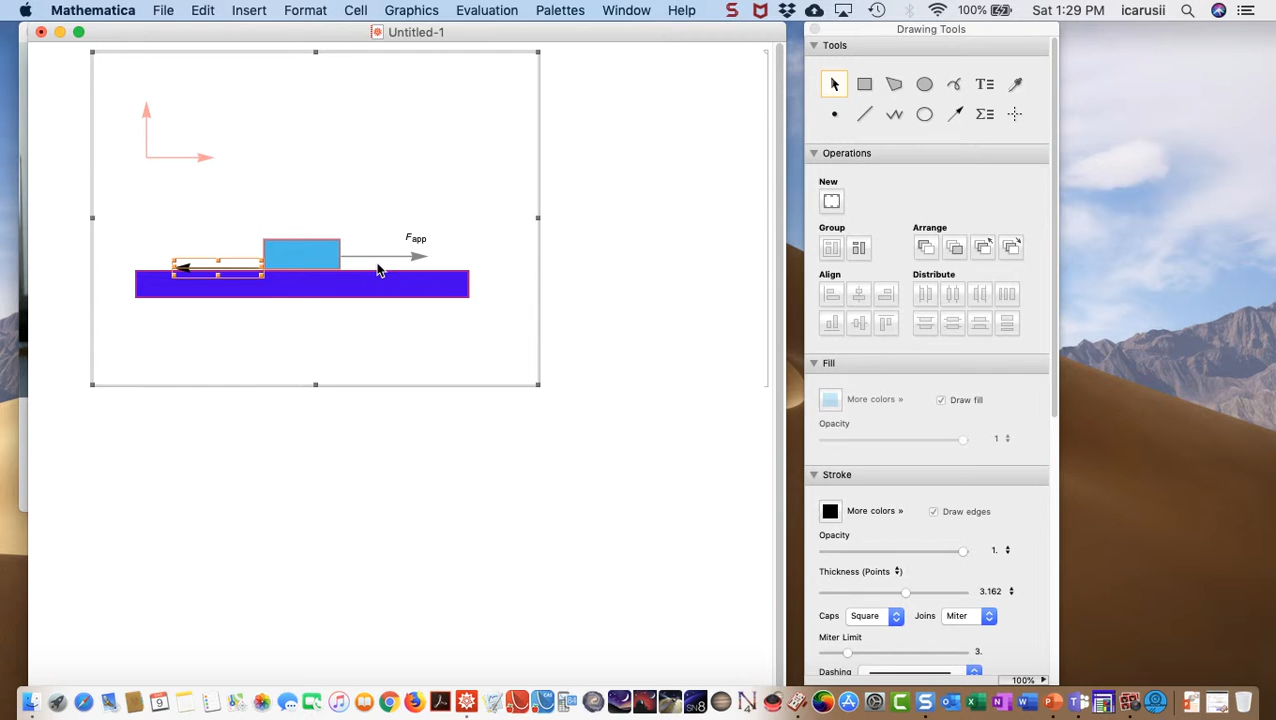 Mathematica File Edit Insert Format Cell Graphics Evaluation Palettes Window Help 100% Sat 1:29 PM icarusii
Untitled-1
Drawing Tools
Tools
Operations
New
Group Arrange
Align Distribute
Fill
More colors » Draw fill
Opacity
1
Stroke
More colors » Draw edges
Opacity
1.
Thickness (Points)
3.162
Caps Square Joins Miter
Miter Limit
3.
Dashing
100%
Fapp